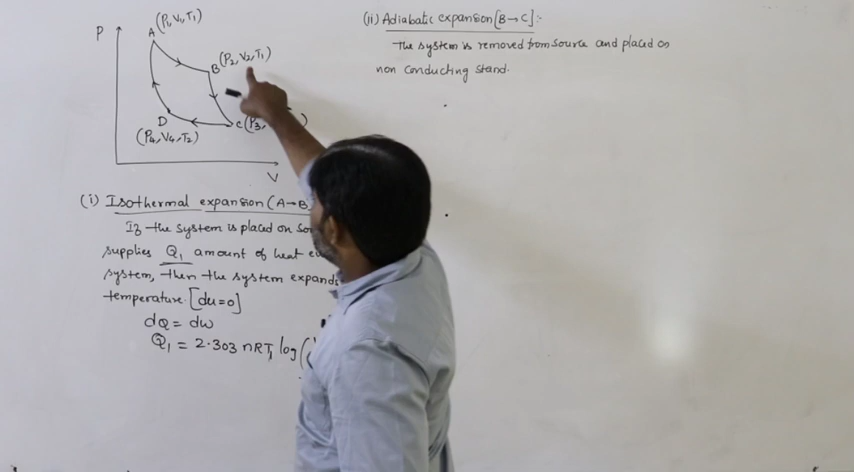 P
A (P1, V1, T1)
B (P2, V2, T1)
D
(P4, V4, T2)
C (P3,
V
(i) Isothermal expansion (A→B
If the system is placed on
supplies Q1 amount of heat
system, then the system expands
temperature. [du=0]
dQ = dw
Q1 = 2.303 nRT1 log (
(ii) Adiabatic expansion [B→C] :-
The system is removed from source and placed on
non conducting stand.